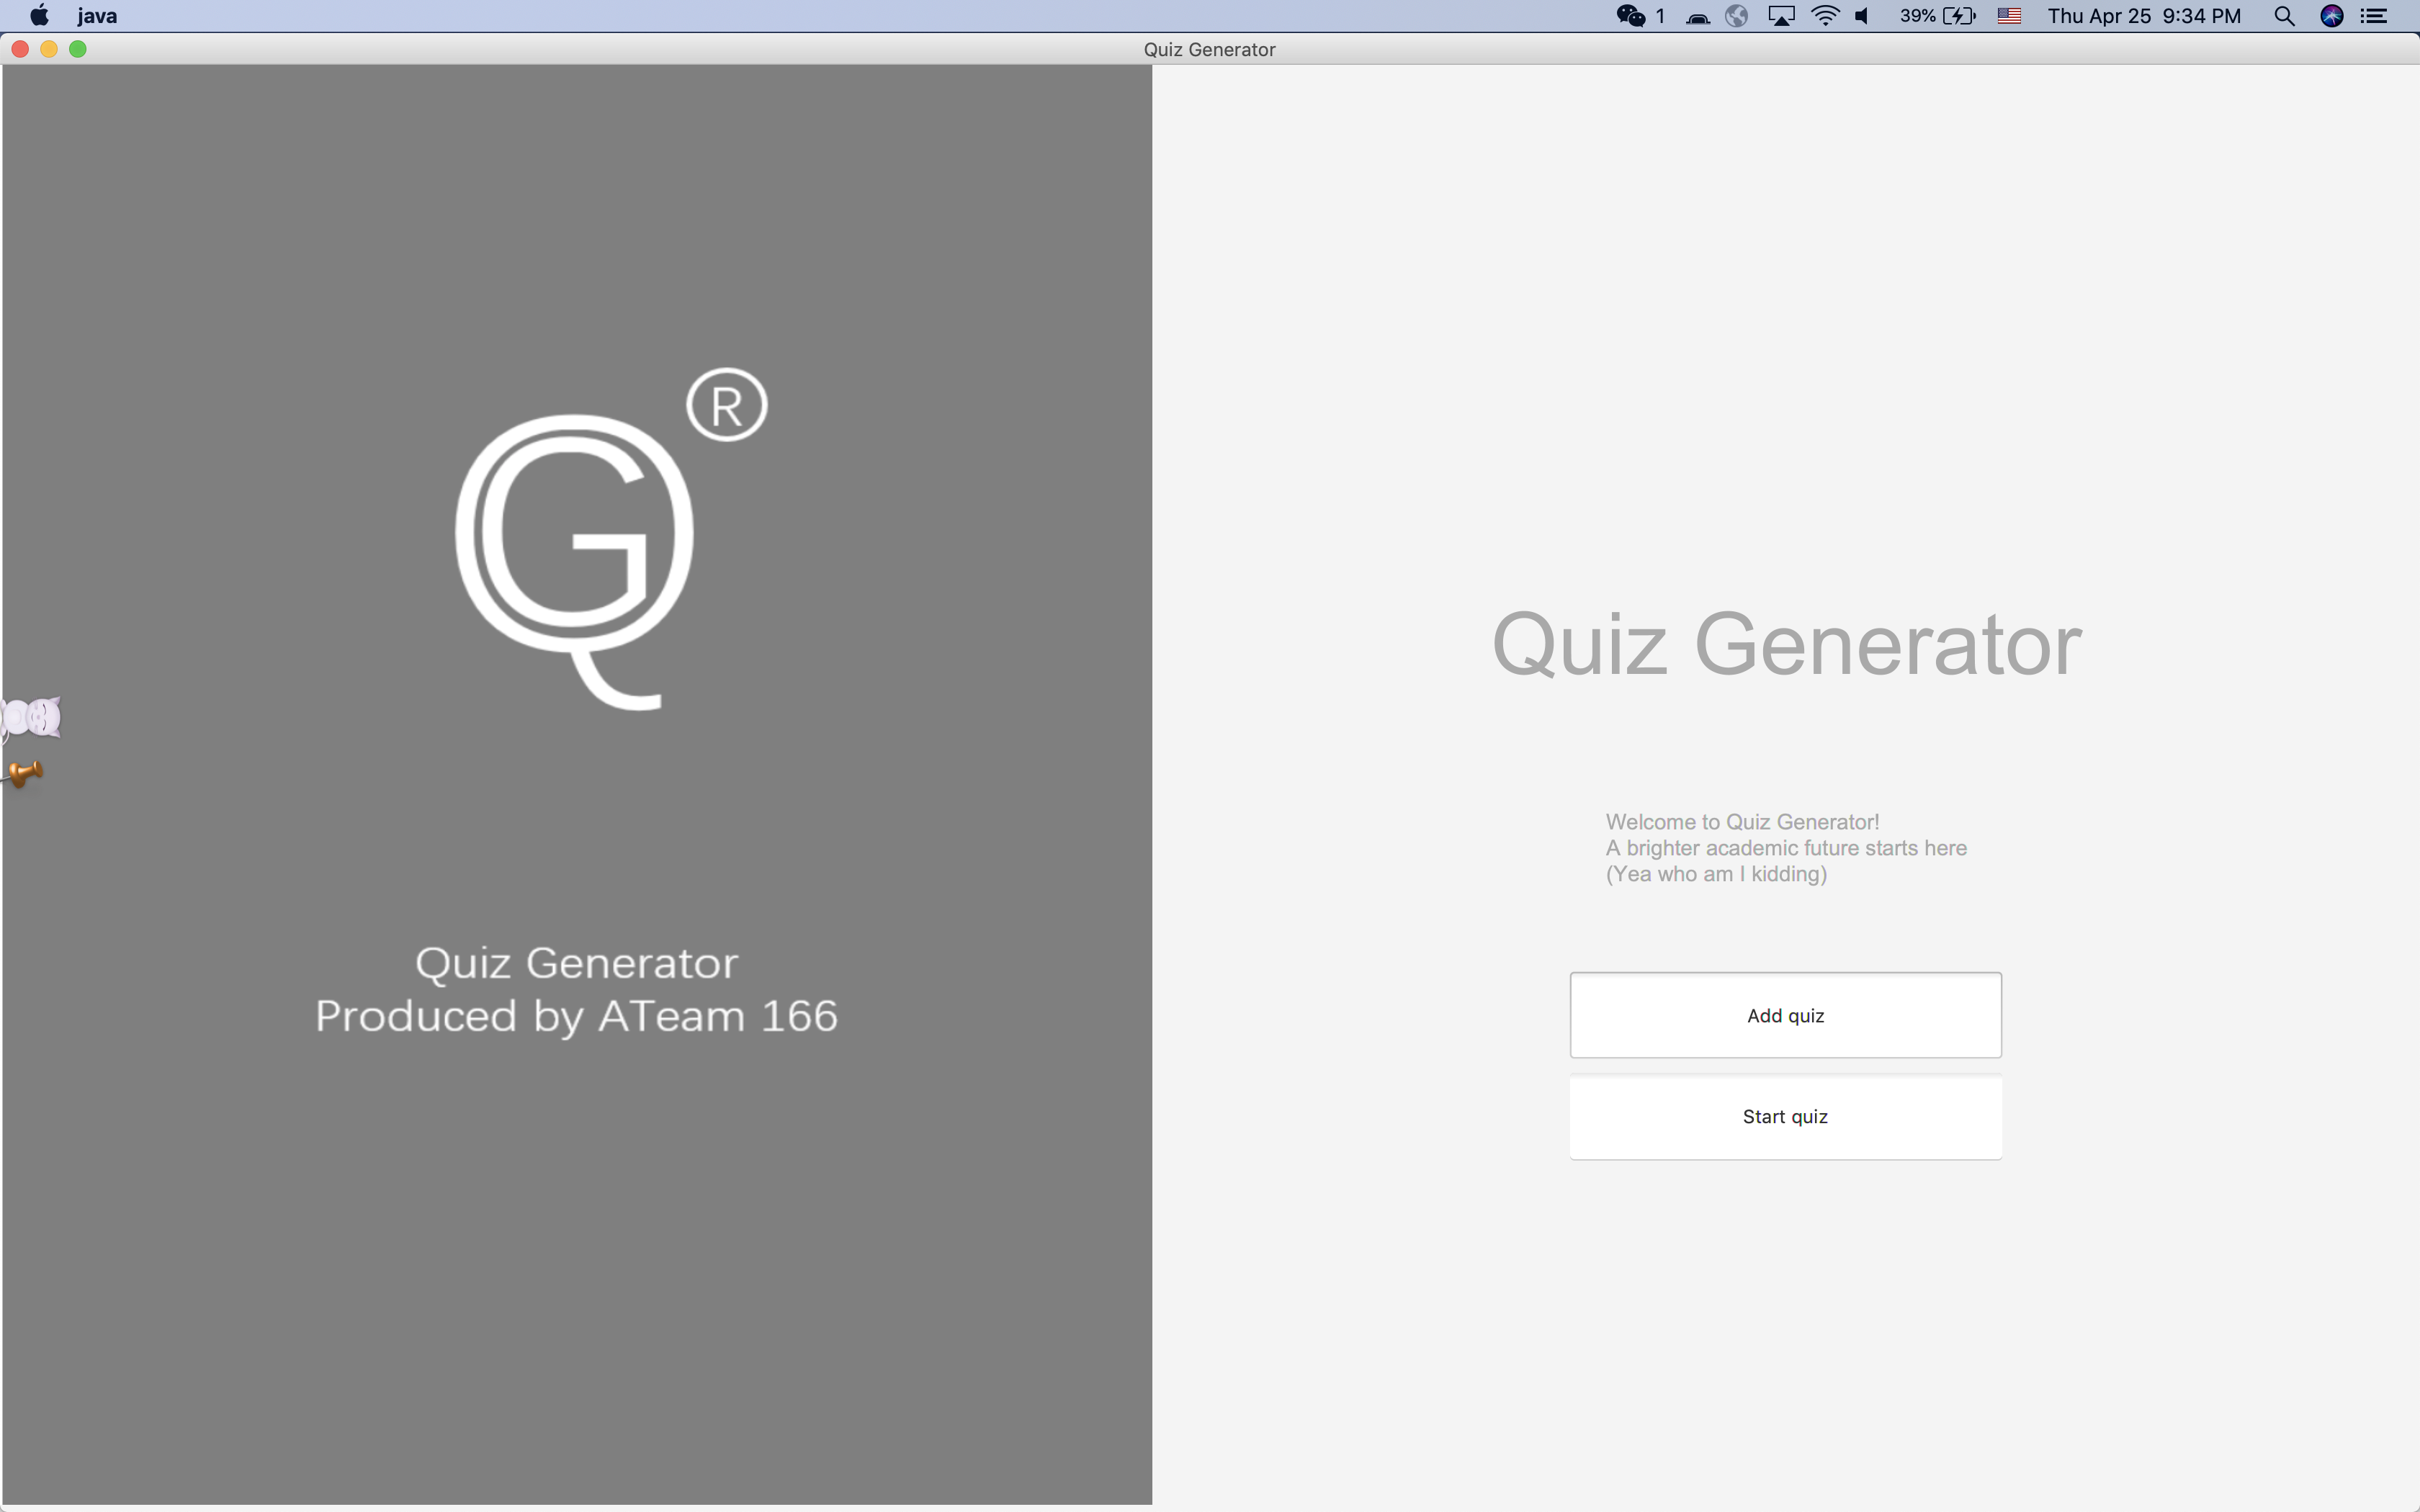 java
1
39%
Thu Apr 25 9:34 PM
Quiz Generator
QG®
Quiz Generator
Produced by ATeam 166
Quiz Generator
Welcome to Quiz Generator!
A brighter academic future starts here
(Yea who am I kidding)
Add quiz
Start quiz